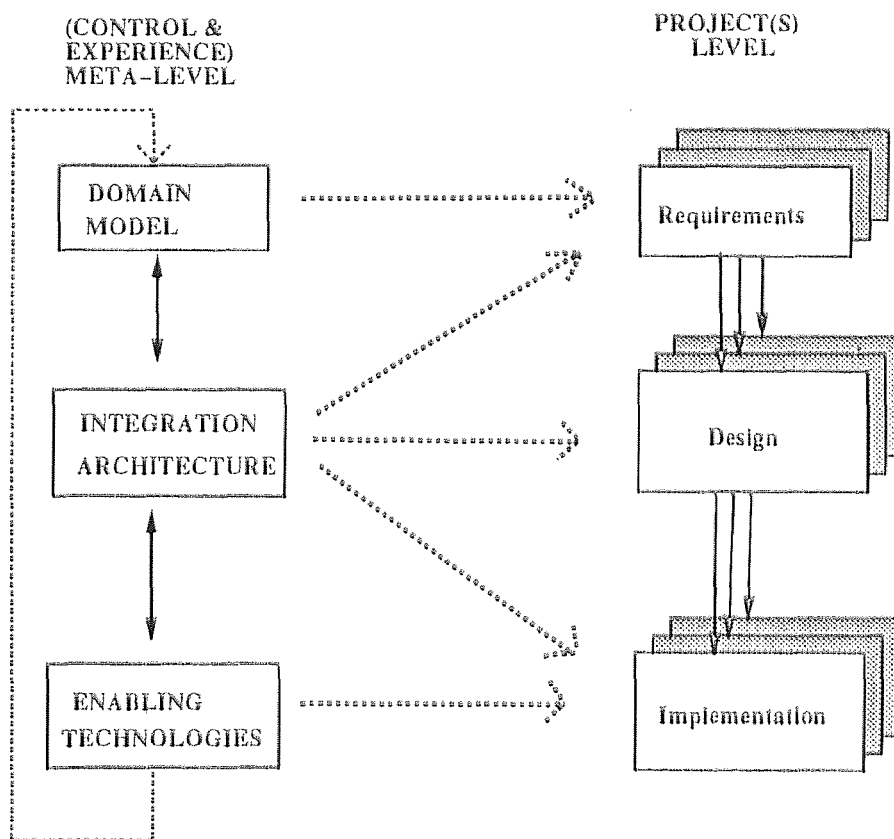 (CONTROL &
EXPERIENCE)
META-LEVEL
PROJECT(S)
LEVEL
DOMAIN
MODEL
Requirements
INTEGRATION
ARCHITECTURE
Design
ENABLING
TECHNOLOGIES
Implementation